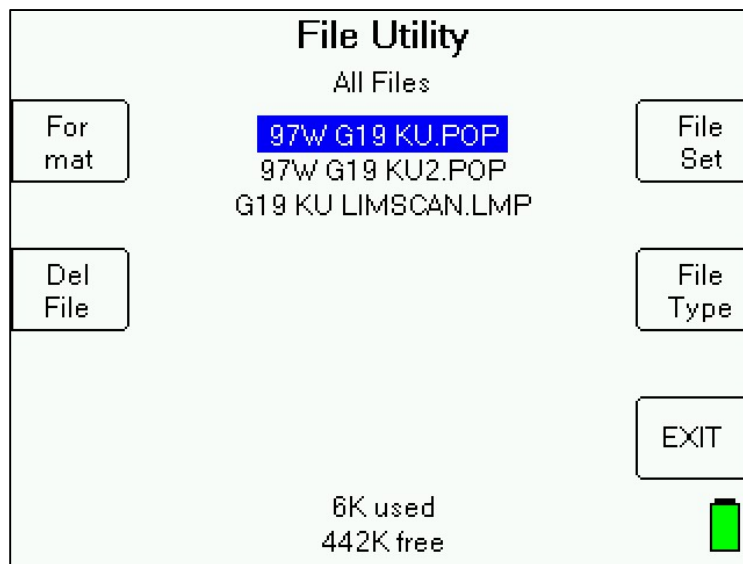 File Utility
All Files
For
mat
97W G19 KU.POP
97W G19 KU2.POP
G19 KU LIMSCAN.LMP
File
Set
Del
File
File
Type
EXIT
6K used
442K free